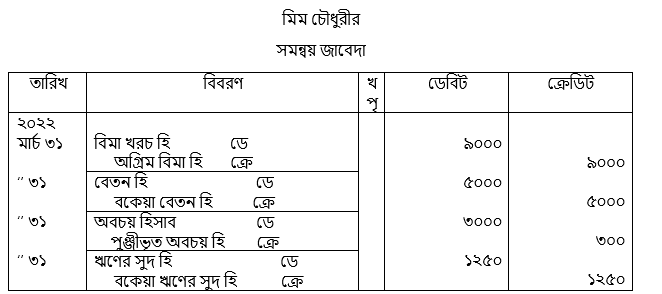 মিম চৌধুরীর
সমন্বয় জাবেদা
তারিখ বিবরণ খ পৃ ডেবিট ক্রেডিট
২০২২
মার্চ ৩১ বিমা খরচ হি ডে ৯০০০
অগ্রিম বিমা হি ক্রে ৯০০০
” ৩১ বেতন হি ডে ৫০০০
বকেয়া বেতন হি ক্রে ৫০০০
” ৩১ অবচয় হিসাব ডে ৩০০০
পুঞ্জীভূত অবচয় হি ক্রে ৩০০
” ৩১ ঋণের সুদ হি ডে ১২৫০
বকেয়া ঋণের সুদ হি ক্রে ১২৫০